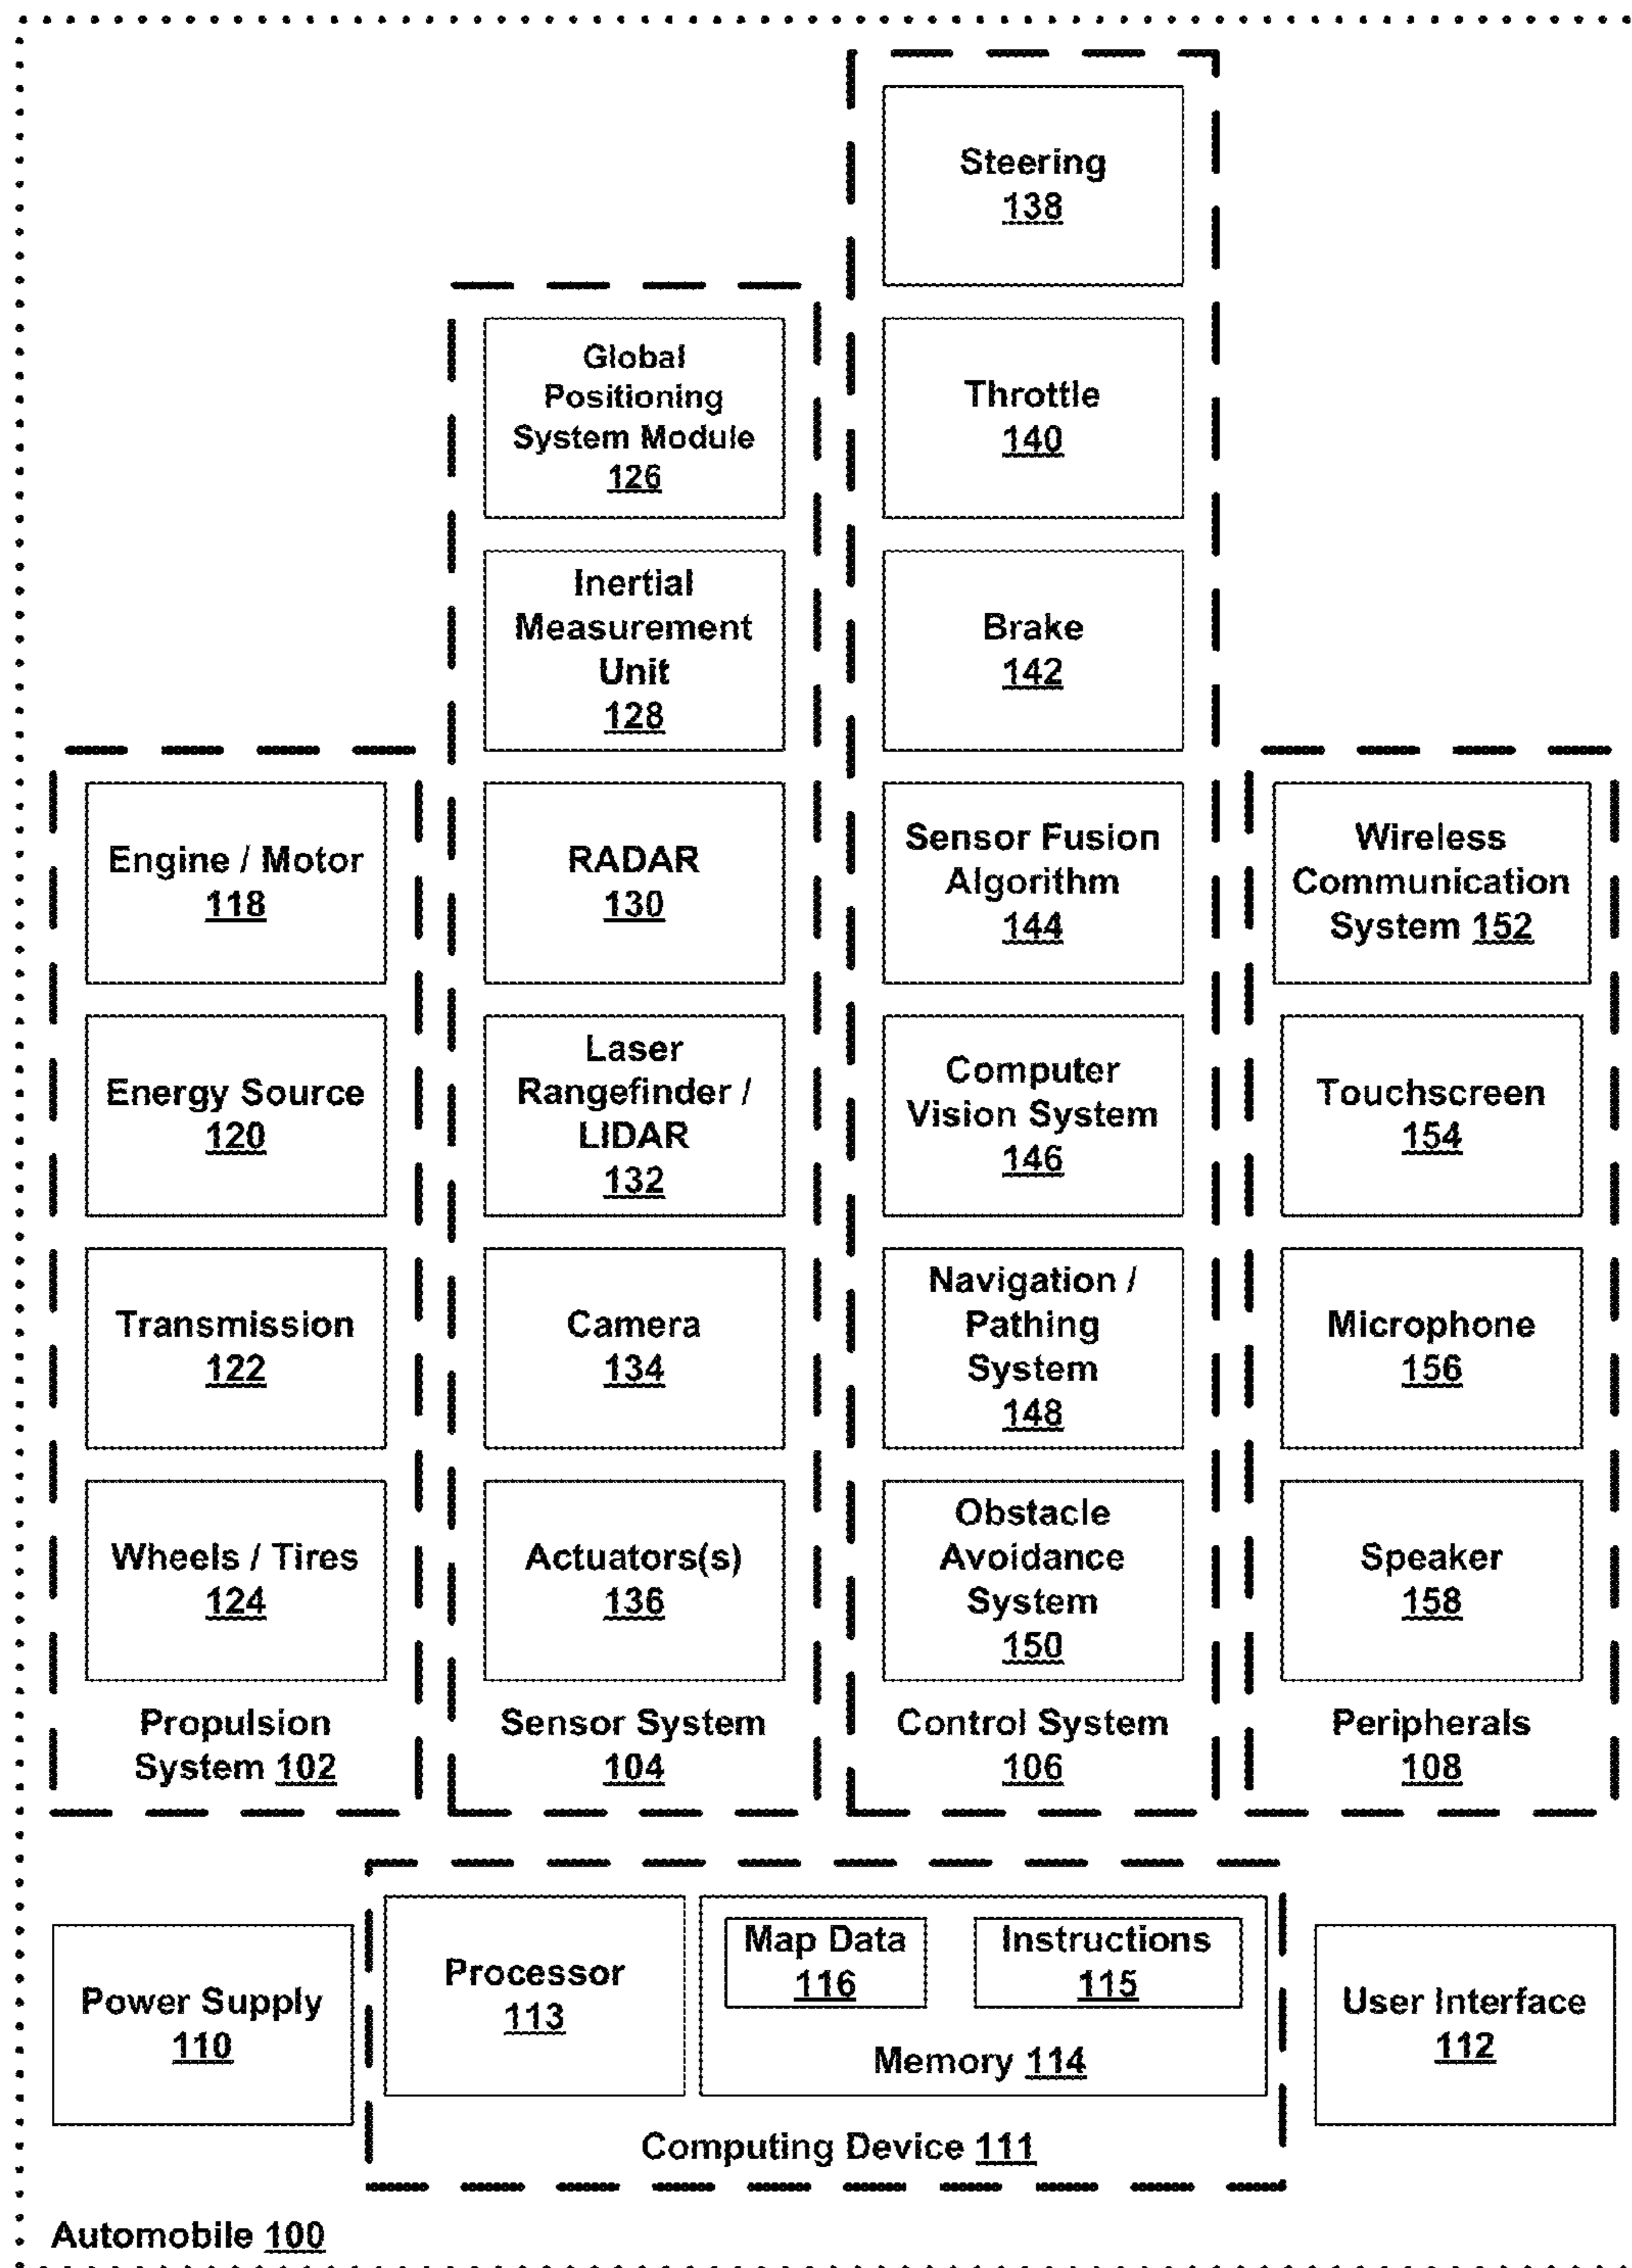 Steering
138
Throttle
140
Brake
142
Sensor Fusion
Algorithm
144
Computer
Vision System
146
Navigation /
Pathing
System
148
Obstacle
Avoidance
System
150
Control System
106
Global
Positioning
System Module
126
Inertial
Measurement
Unit
128
RADAR
130
Laser
Rangefinder /
LIDAR
132
Camera
134
Actuators(s)
136
Sensor System
104
Engine / Motor
118
Energy Source
120
Transmission
122
Wheels / Tires
124
Propulsion
System 102
Wireless
Communication
System 152
Touchscreen
154
Microphone
156
Speaker
158
Peripherals
108
Power Supply
110
Processor
113
Map Data
116
Instructions
115
Memory 114
Computing Device 111
User Interface
112
Automobile 100